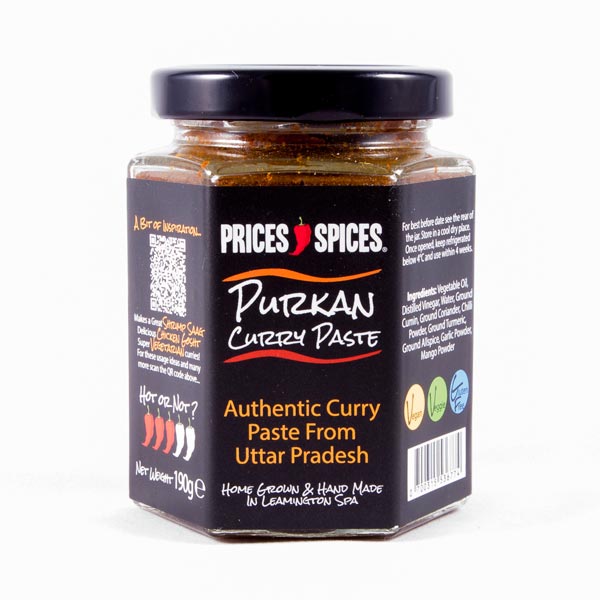 A Bit of Inspiration...
Makes a Great Shrimp Saag
Delicious Chicken Gosht
Super Vegetarian curries!
For these usage ideas and many
more scan the QR code above...
Hot or Not?
Net Weight 190g e
PRICES SPICES®
Purkan
Curry Paste
Authentic Curry
Paste From
Uttar Pradesh
Home Grown & Hand Made
In Leamington Spa
For best before date see the rear of
the jar. Store in a cool dry place.
Once opened, keep refrigerated
below 4°C and use within 4 weeks.
Ingredients: Vegetable Oil,
Distilled Vinegar, Water, Ground
Cumin, Ground Coriander, Chilli
Powder, Ground Turmeric,
Ground Allspice, Garlic Powder,
Mango Powder
Vegan
Veggie
Gluten
Free